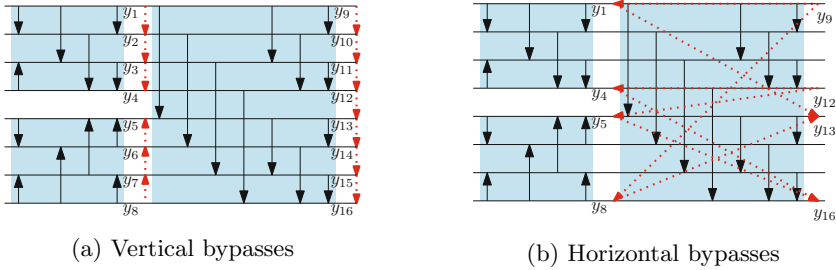 y1 y9
y2 y10
y3 y11
y4 y12
y5 y13
y6 y14
y7 y15
y8 y16
(a) Vertical bypasses
y1 y9
y4 y12
y5 y13
y8 y16
(b) Horizontal bypasses